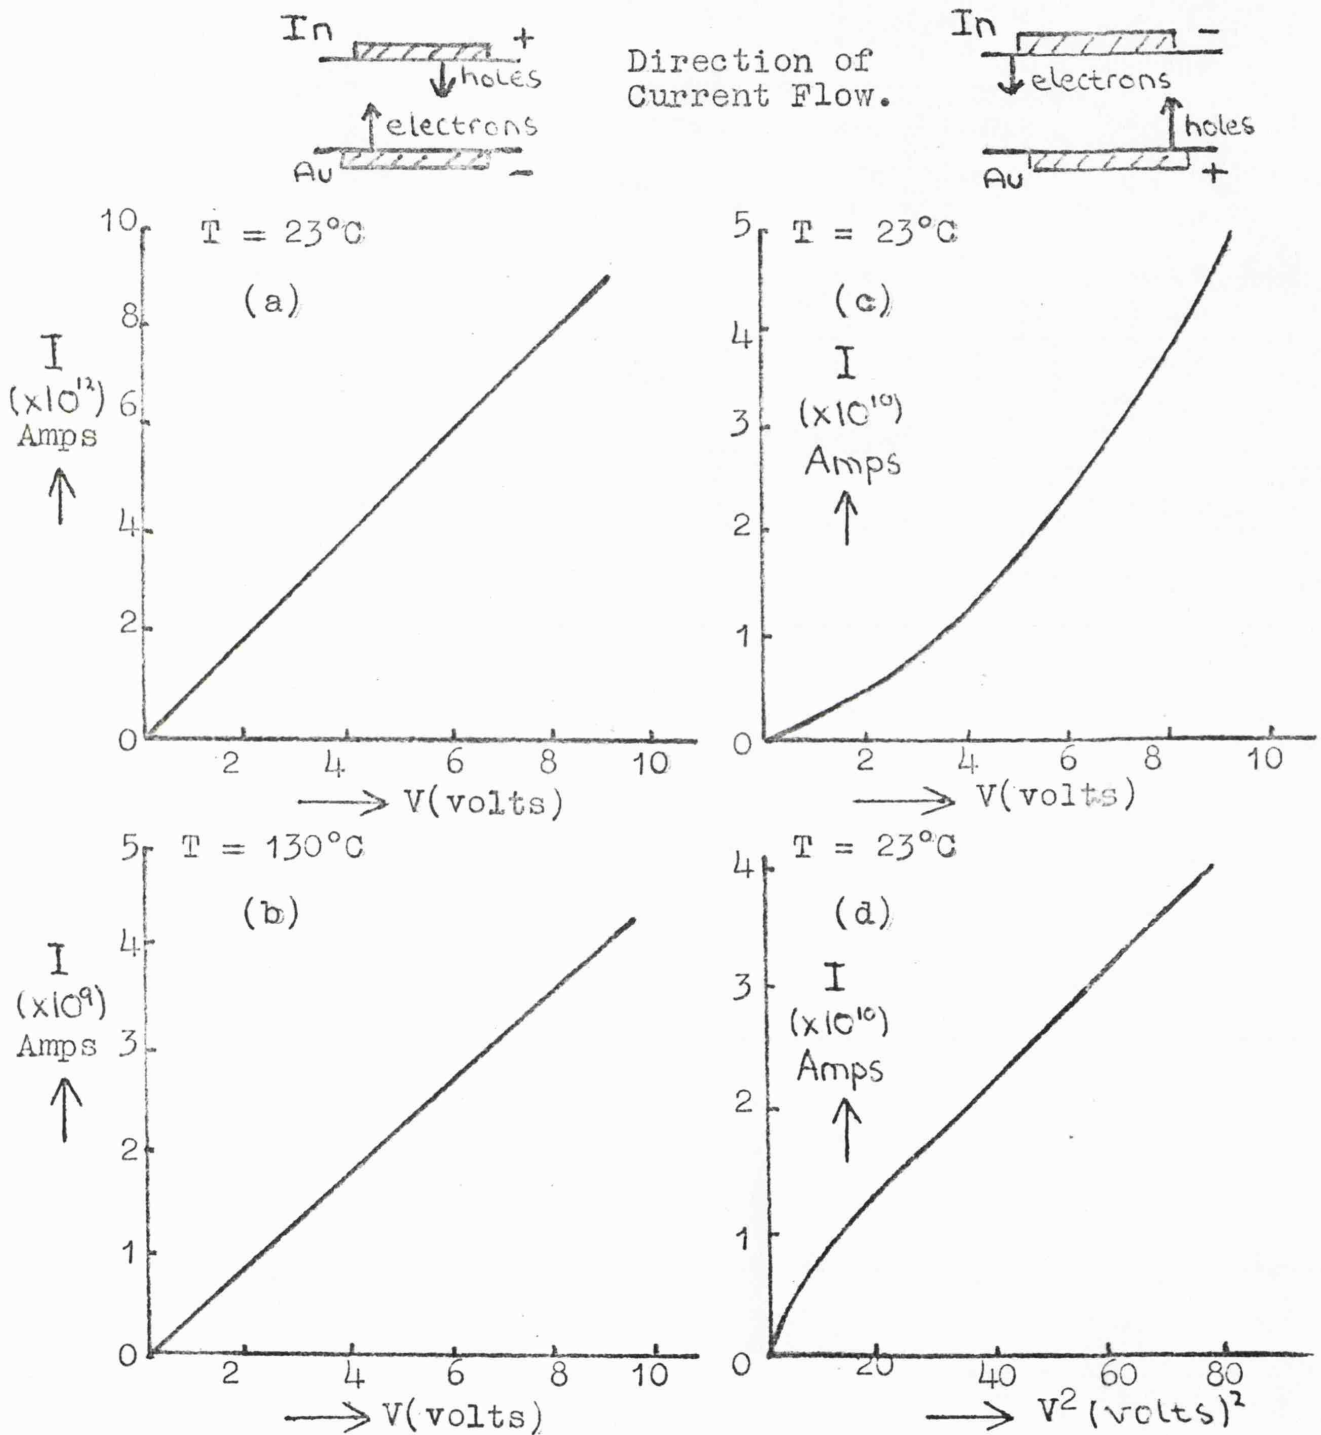 In +
holes
electrons
Au −
Direction of
Current Flow.
In −
electrons
holes
Au +
T = 23°C
(a)
I
(x10¹²)
Amps
10
8
6
4
2
0
2 4 6 8 10
V(volts)
T = 23°C
(c)
I
(x10¹⁰)
Amps
5
4
3
2
1
0
2 4 6 8 10
V(volts)
T = 130°C
(b)
I
(x10⁹)
Amps
5
4
3
2
1
0
2 4 6 8 10
V(volts)
T = 23°C
(d)
I
(x10¹⁰)
Amps
4
3
2
1
0
20 40 60 80
V² (volts)²